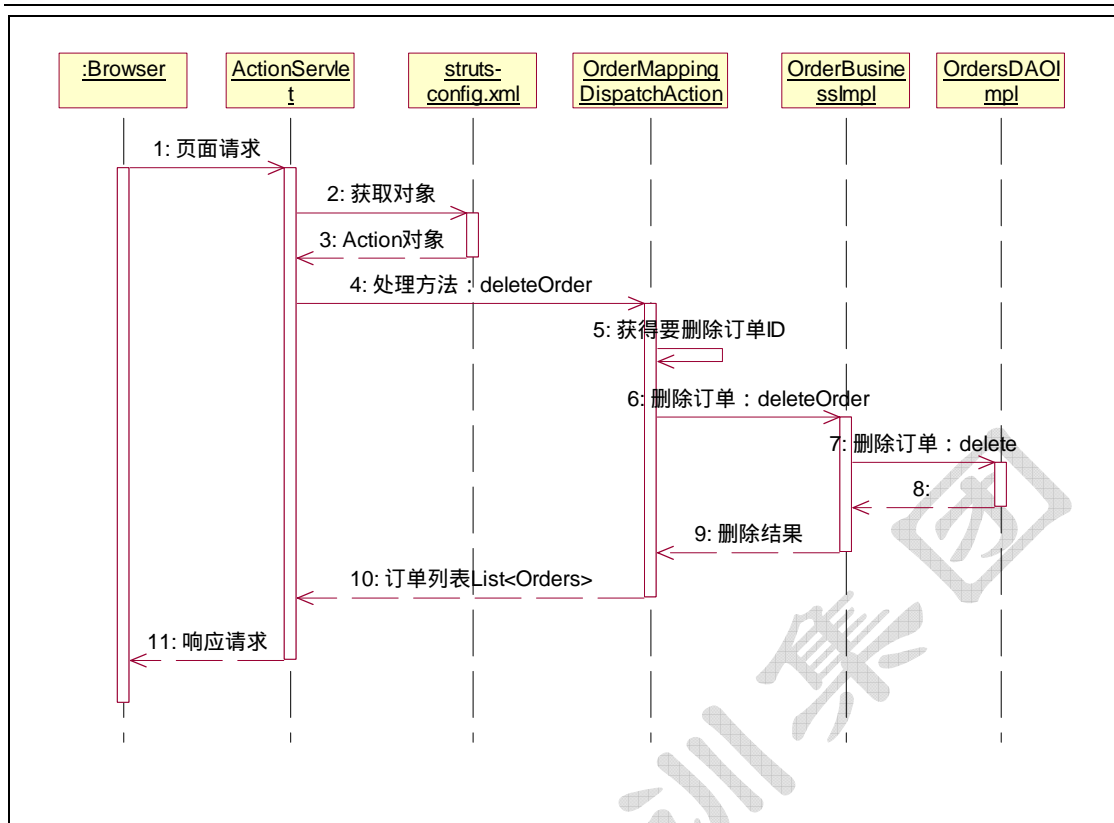 :Browser
ActionServle
t
struts-
config.xml
OrderMapping
DispatchAction
OrderBusine
ssImpl
OrdersDAOI
mpl
1: 页面请求
2: 获取对象
3: Action对象
4: 处理方法：deleteOrder
5: 获得要删除订单ID
6: 删除订单：deleteOrder
7: 删除订单：delete
8:
9: 删除结果
10: 订单列表List<Orders>
11: 响应请求
训集团